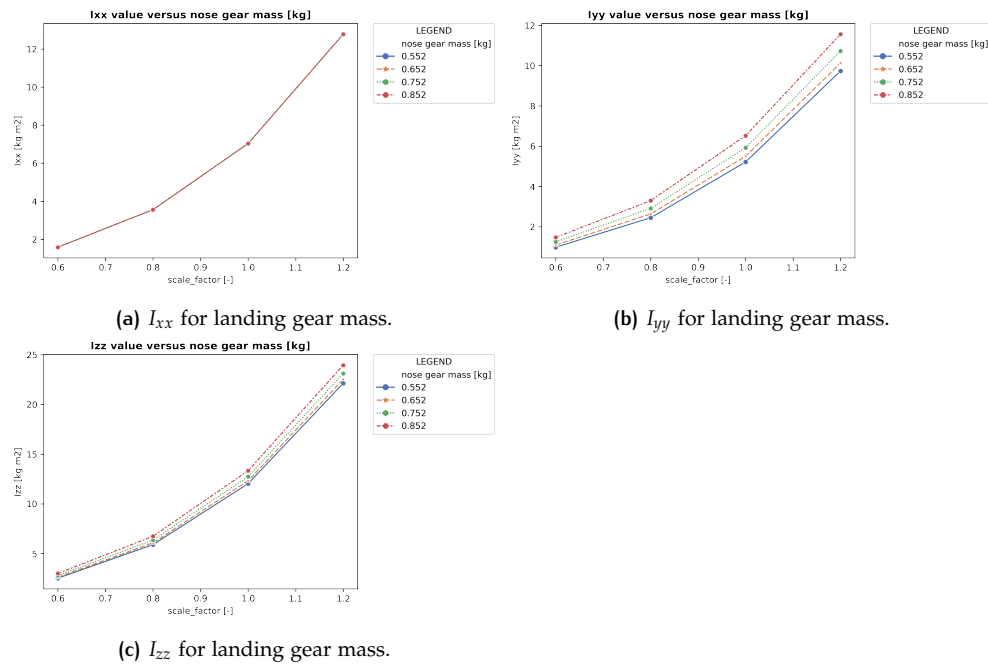 Ixx value versus nose gear mass [kg]
Ixx [kg m2]
12
10
8
6
4
2
0.6 0.7 0.8 0.9 1.0 1.1 1.2
scale_factor [-]
LEGEND
nose gear mass [kg]
0.552
0.652
0.752
0.852
(a) Ixx for landing gear mass.
Iyy value versus nose gear mass [kg]
Iyy [kg m2]
12
10
8
6
4
2
0.6 0.7 0.8 0.9 1.0 1.1 1.2
scale_factor [-]
LEGEND
nose gear mass [kg]
0.552
0.652
0.752
0.852
(b) Iyy for landing gear mass.
Izz value versus nose gear mass [kg]
Izz [kg m2]
25
20
15
10
5
0.6 0.7 0.8 0.9 1.0 1.1 1.2
scale_factor [-]
LEGEND
nose gear mass [kg]
0.552
0.652
0.752
0.852
(c) Izz for landing gear mass.